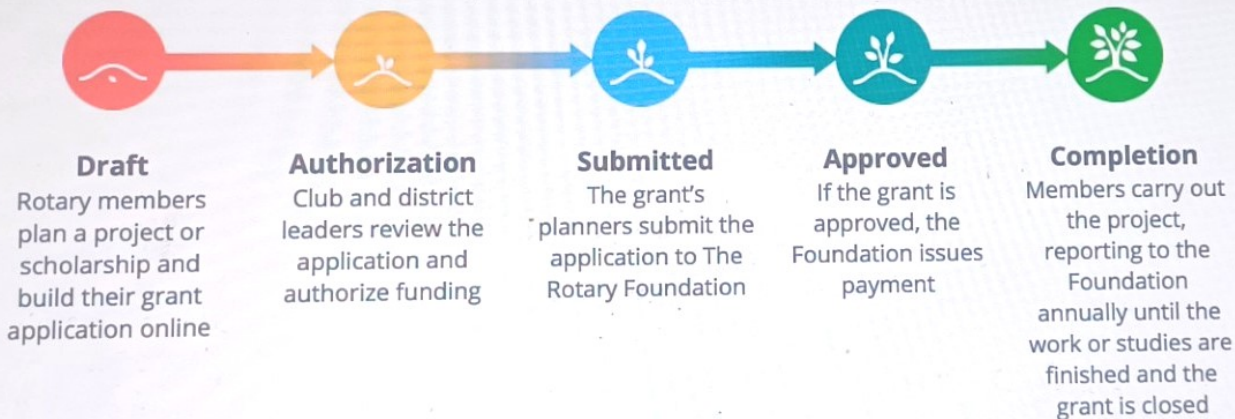 Draft
Rotary members
plan a project or
scholarship and
build their grant
application online
Authorization
Club and district
leaders review the
application and
authorize funding
Submitted
The grant's
planners submit the
application to The
Rotary Foundation
Approved
If the grant is
approved, the
Foundation issues
payment
Completion
Members carry out
the project,
reporting to the
Foundation
annually until the
work or studies are
finished and the
grant is closed